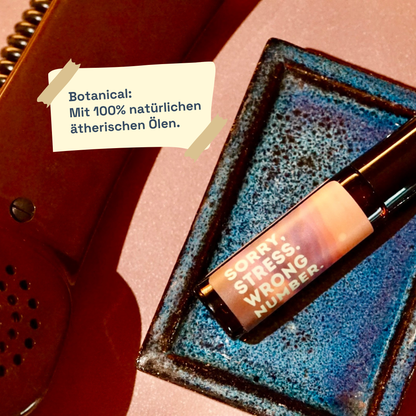 Botanical:
Mit 100% natürlichen
ätherischen Ölen.
SORRY,
STRESS.
WRONG
NUMBER.